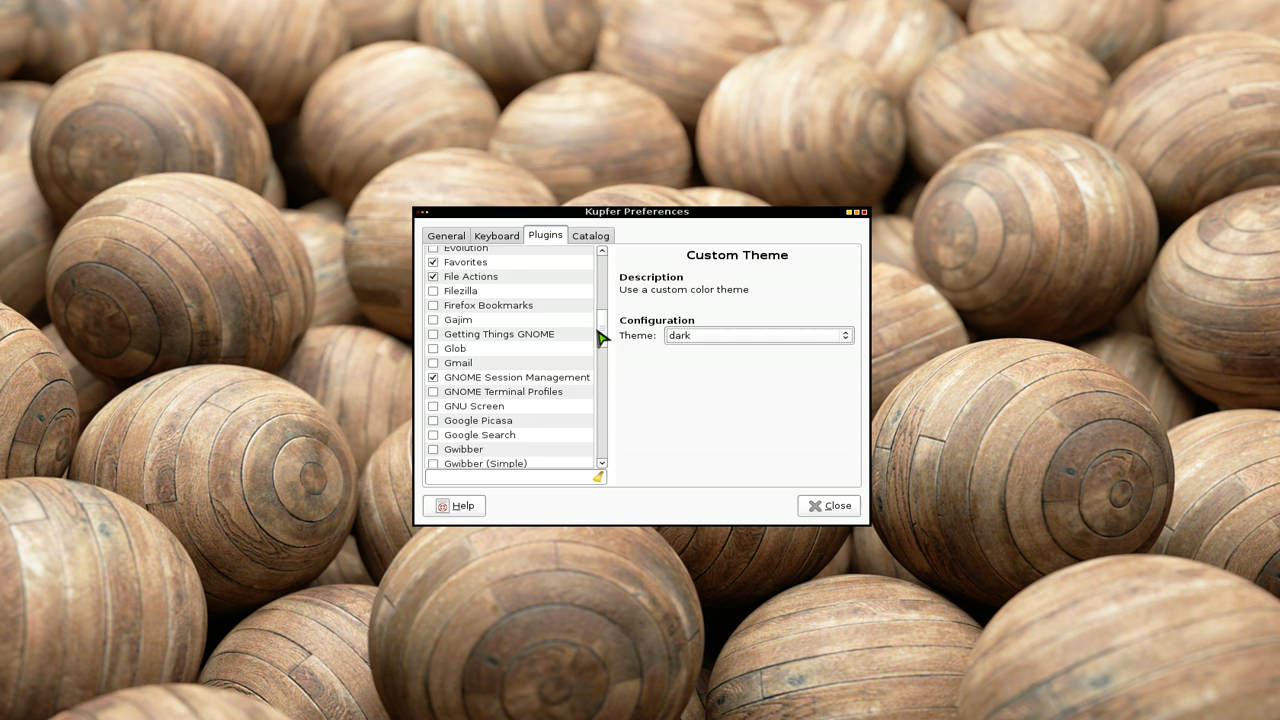 Kupfer Preferences
General
Keyboard
Plugins
Catalog
Evolution
Favorites
File Actions
Filezilla
Firefox Bookmarks
Gajim
Getting Things GNOME
Glob
Gmail
GNOME Session Management
GNOME Terminal Profiles
GNU Screen
Google Picasa
Google Search
Gwibber
Gwibber (Simple)
Custom Theme
Description
Use a custom color theme
Configuration
Theme: dark
Help
Close